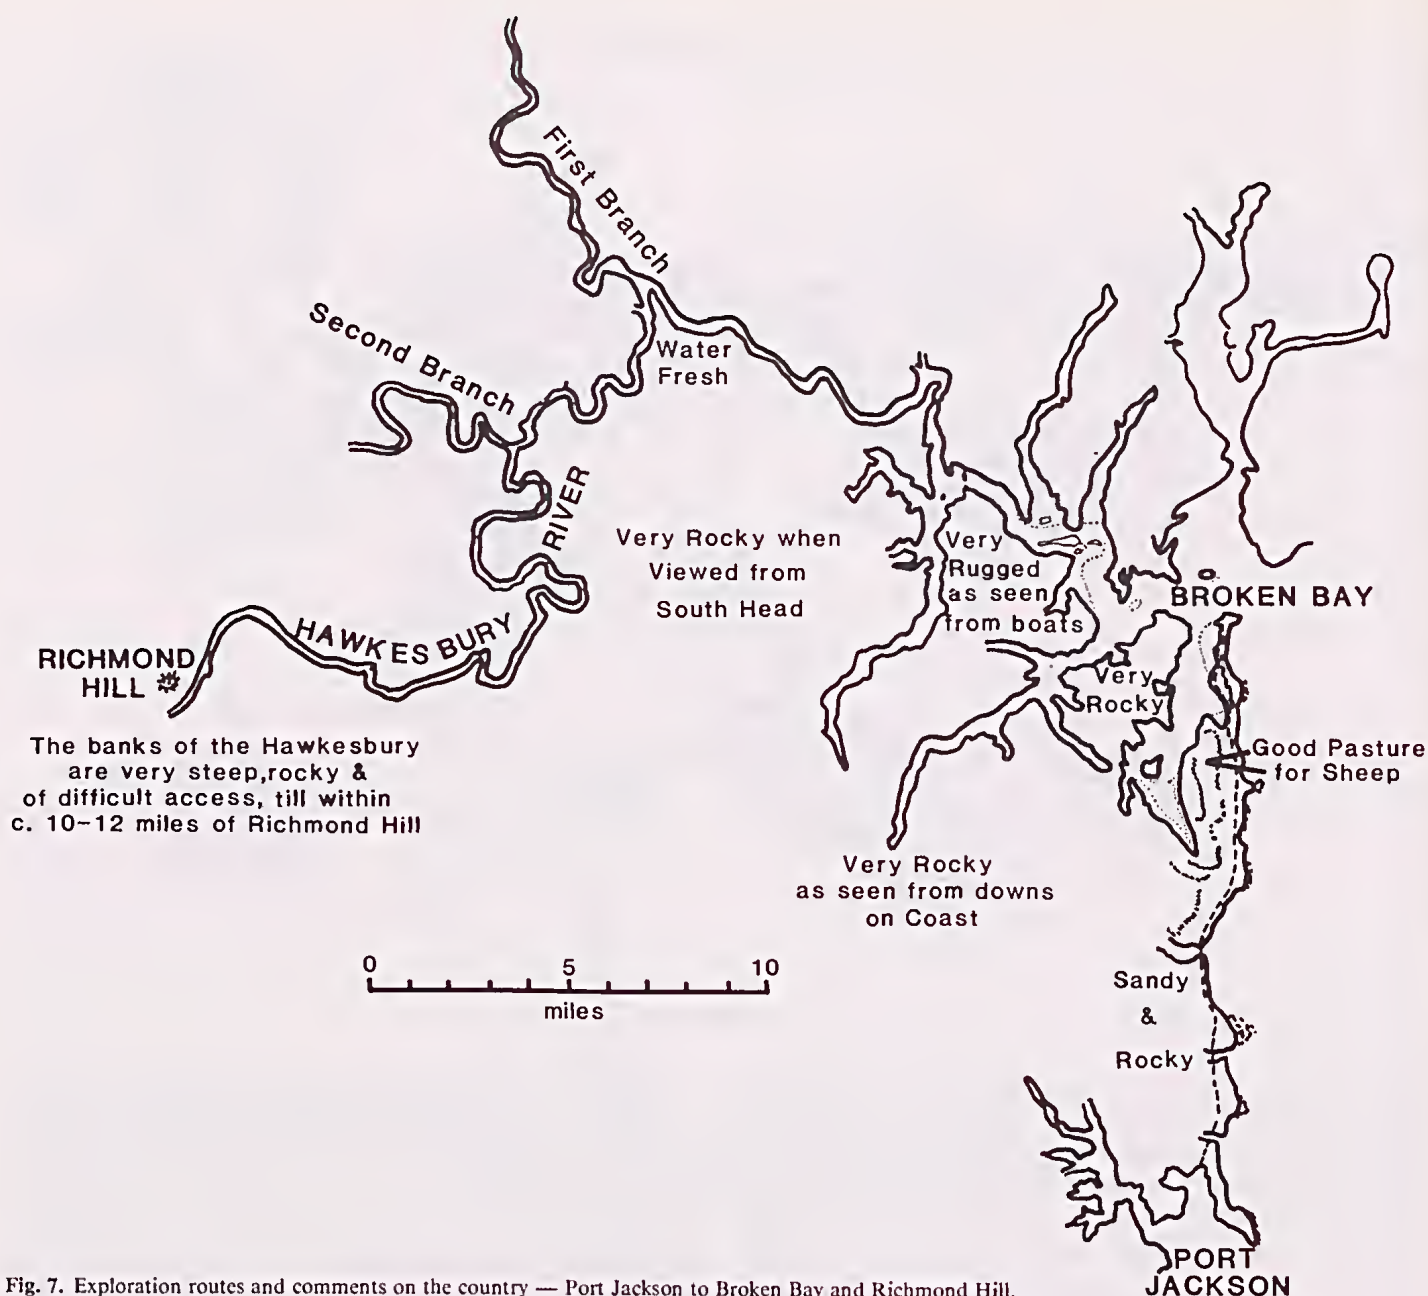 First Branch
Second Branch
Water
Fresh
RIVER
HAWKESBURY
RICHMOND
HILL
The banks of the Hawkesbury
are very steep,rocky &
of difficult access, till within
c. 10-12 miles of Richmond Hill
Very Rocky when
Viewed from
South Head
Very
Rugged
as seen
from boats
BROKEN BAY
Very
Rocky
Good Pasture
for Sheep
Very Rocky
as seen from downs
on Coast
0 5 10
miles
Sandy
&
Rocky
PORT
JACKSON
Fig. 7. Exploration routes and comments on the country — Port Jackson to Broken Bay and Richmond Hill.